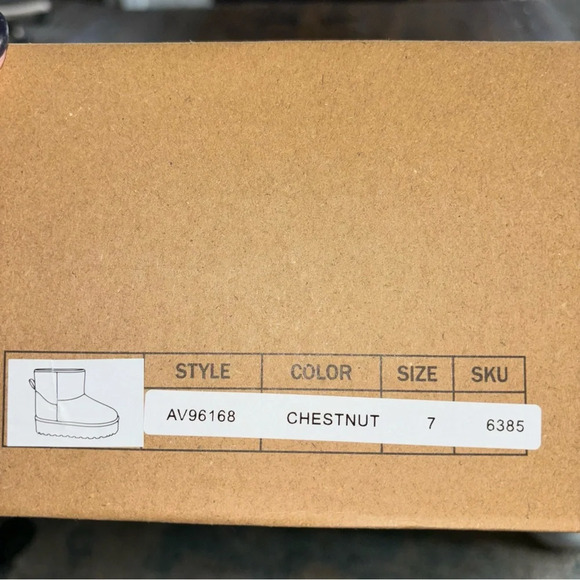 STYLE COLOR SIZE SKU
AV96168 CHESTNUT 7 6385